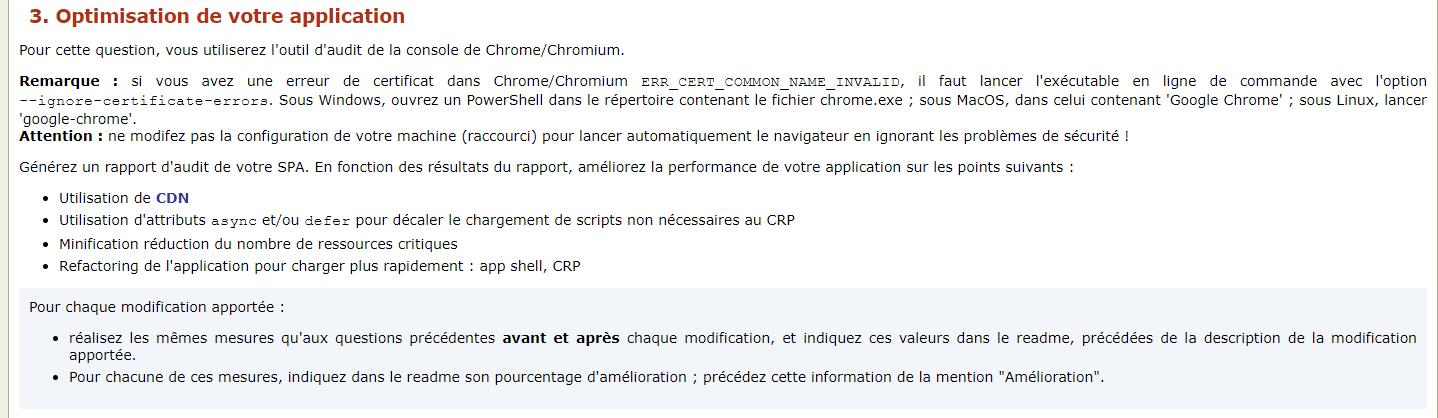 3. Optimisation de votre application
Pour cette question, vous utiliserez l'outil d'audit de la console de Chrome/Chromium.
Remarque : si vous avez une erreur de certificat dans Chrome/Chromium ERR_CERT_COMMON_NAME_INVALID, il faut lancer l'exécutable en ligne de commande avec l'option
--ignore-certificate-errors. Sous Windows, ouvrez un PowerShell dans le répertoire contenant le fichier chrome.exe ; sous MacOS, dans celui contenant 'Google Chrome' ; sous Linux, lancer
'google-chrome'.
Attention : ne modifez pas la configuration de votre machine (raccourci) pour lancer automatiquement le navigateur en ignorant les problèmes de sécurité !
Générez un rapport d'audit de votre SPA. En fonction des résultats du rapport, améliorez la performance de votre application sur les points suivants :
• Utilisation de CDN
• Utilisation d'attributs async et/ou defer pour décaler le chargement de scripts non nécessaires au CRP
• Minification réduction du nombre de ressources critiques
• Refactoring de l'application pour charger plus rapidement : app shell, CRP
Pour chaque modification apportée :
• réalisez les mêmes mesures qu'aux questions précédentes avant et après chaque modification, et indiquez ces valeurs dans le readme, précédées de la description de la modification
apportée.
• Pour chacune de ces mesures, indiquez dans le readme son pourcentage d'amélioration ; précédez cette information de la mention "Amélioration".